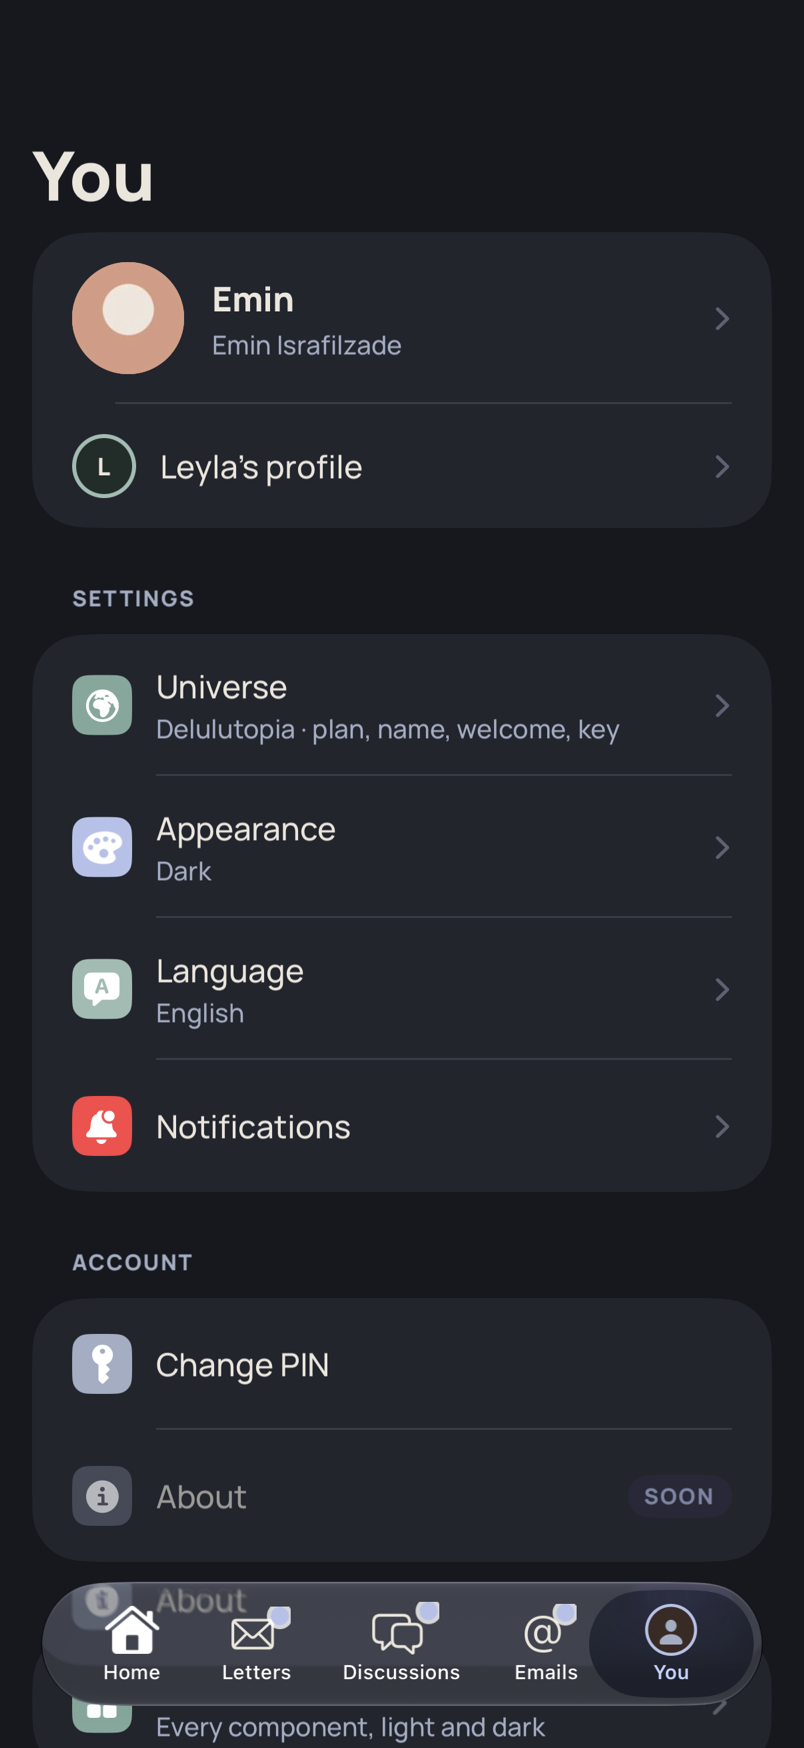 You
Emin
Emin Israfilzade
L
Leyla’s profile
SETTINGS
Universe
Delulutopia · plan, name, welcome, key
Appearance
Dark
A
Language
English
Notifications
ACCOUNT
Change PIN
About
SOON
About
Home
Letters
Discussions
@
Emails
You
Every component, light and dark